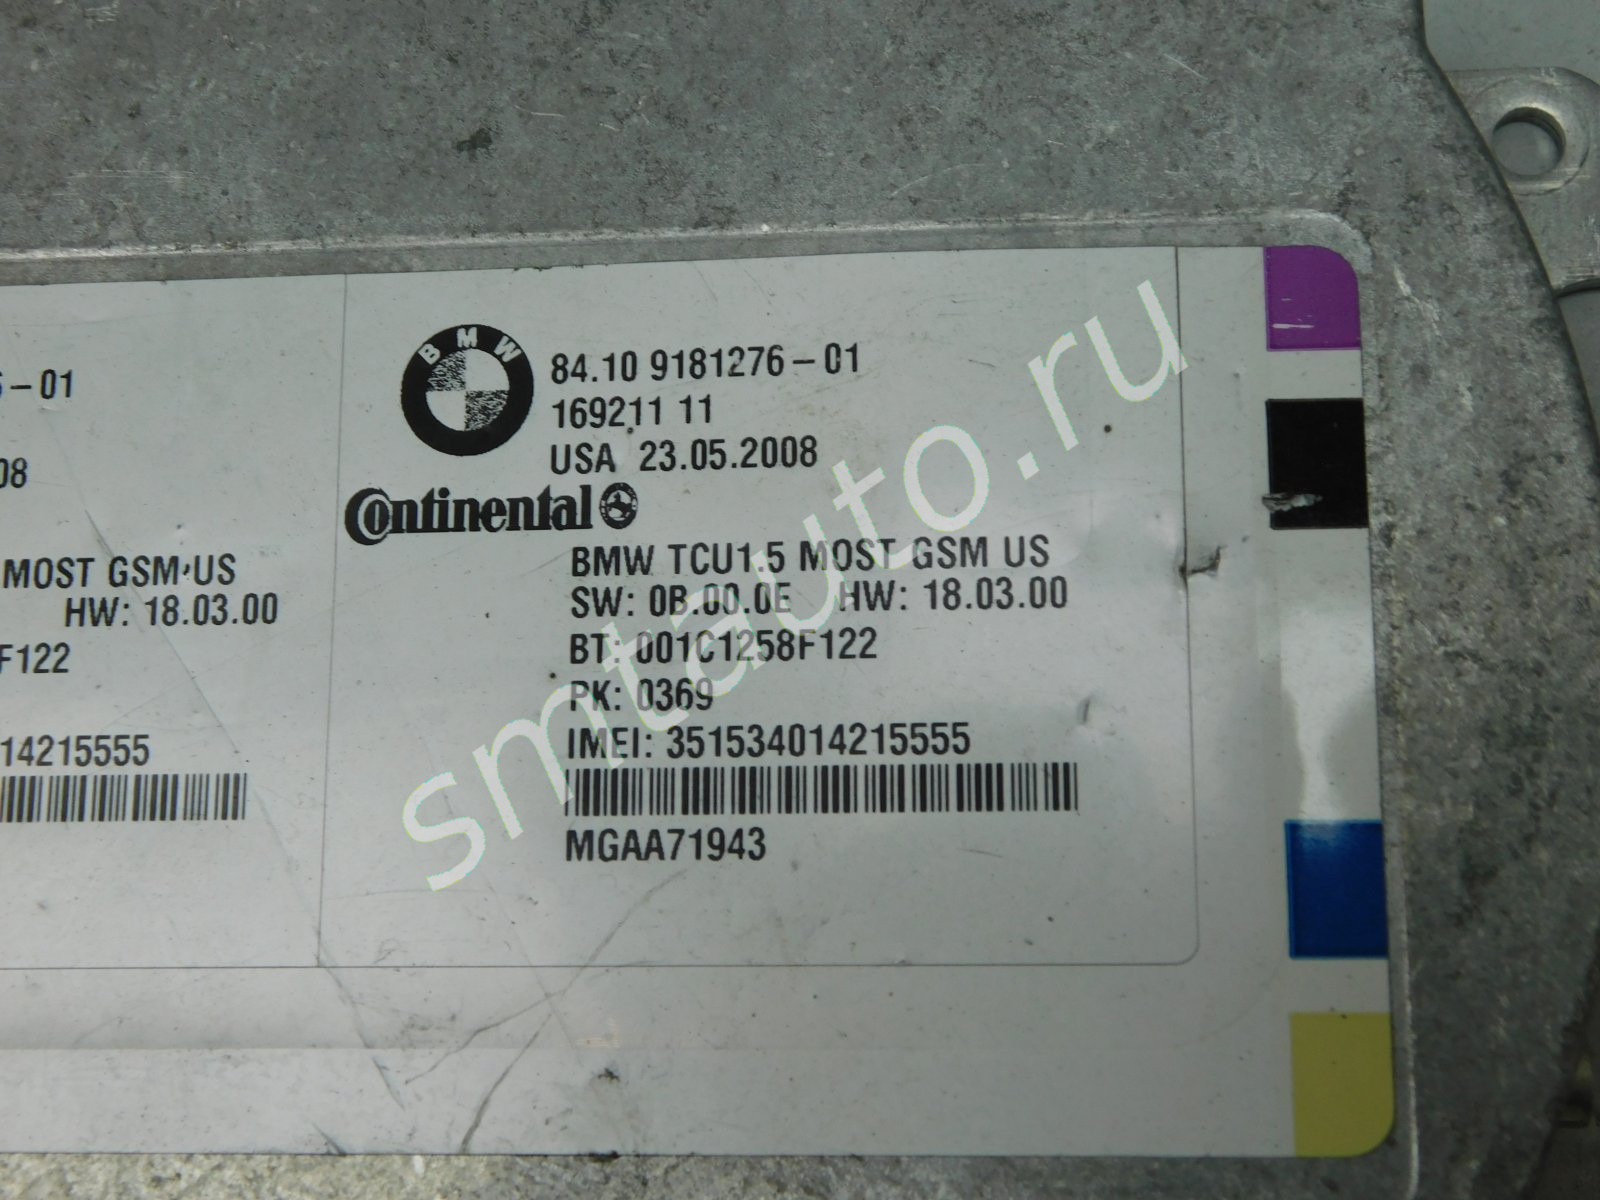 -01
08
MOST GSM US
HW: 18.03.00
F122
14215555
BMW
84.10 9181276-01
169211 11
USA 23.05.2008
Continental
BMW TCU1.5 MOST GSM US
SW: 0B.00.0E HW: 18.03.00
BT: 001C1258F122
PK: 0369
IMEI: 351534014215555
MGAA71943
smtauto.ru